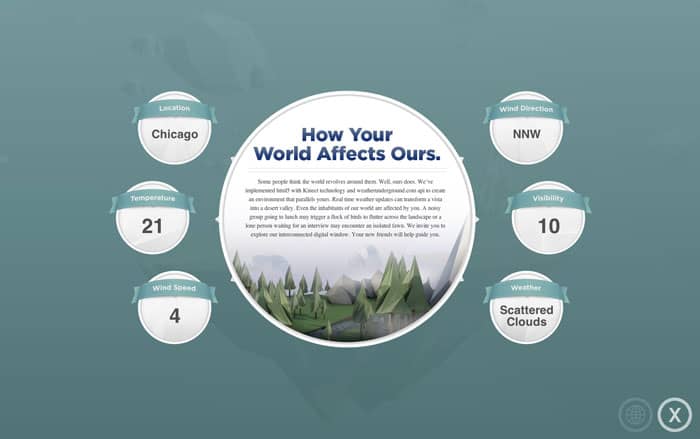 Location
Chicago
Temperature
21
Wind Speed
4
How Your
World Affects Ours.
Some people think the world revolves around them. Well, ours does. We've
implemented html5 with Kinect technology and weatherunderground.com api to create
an environment that parallels yours. Real time weather updates can transform a vista
into a desert valley. Even the inhabitants of our world are affected by you. A noisy
group going to lunch may trigger a flock of birds to flutter across the landscape or a
lone person waiting for an interview may encounter an isolated fawn. We invite you to
explore our interconnected digital window. Your new friends will help guide you.
Wind Direction
NNW
Visibility
10
Weather
Scattered
Clouds
X